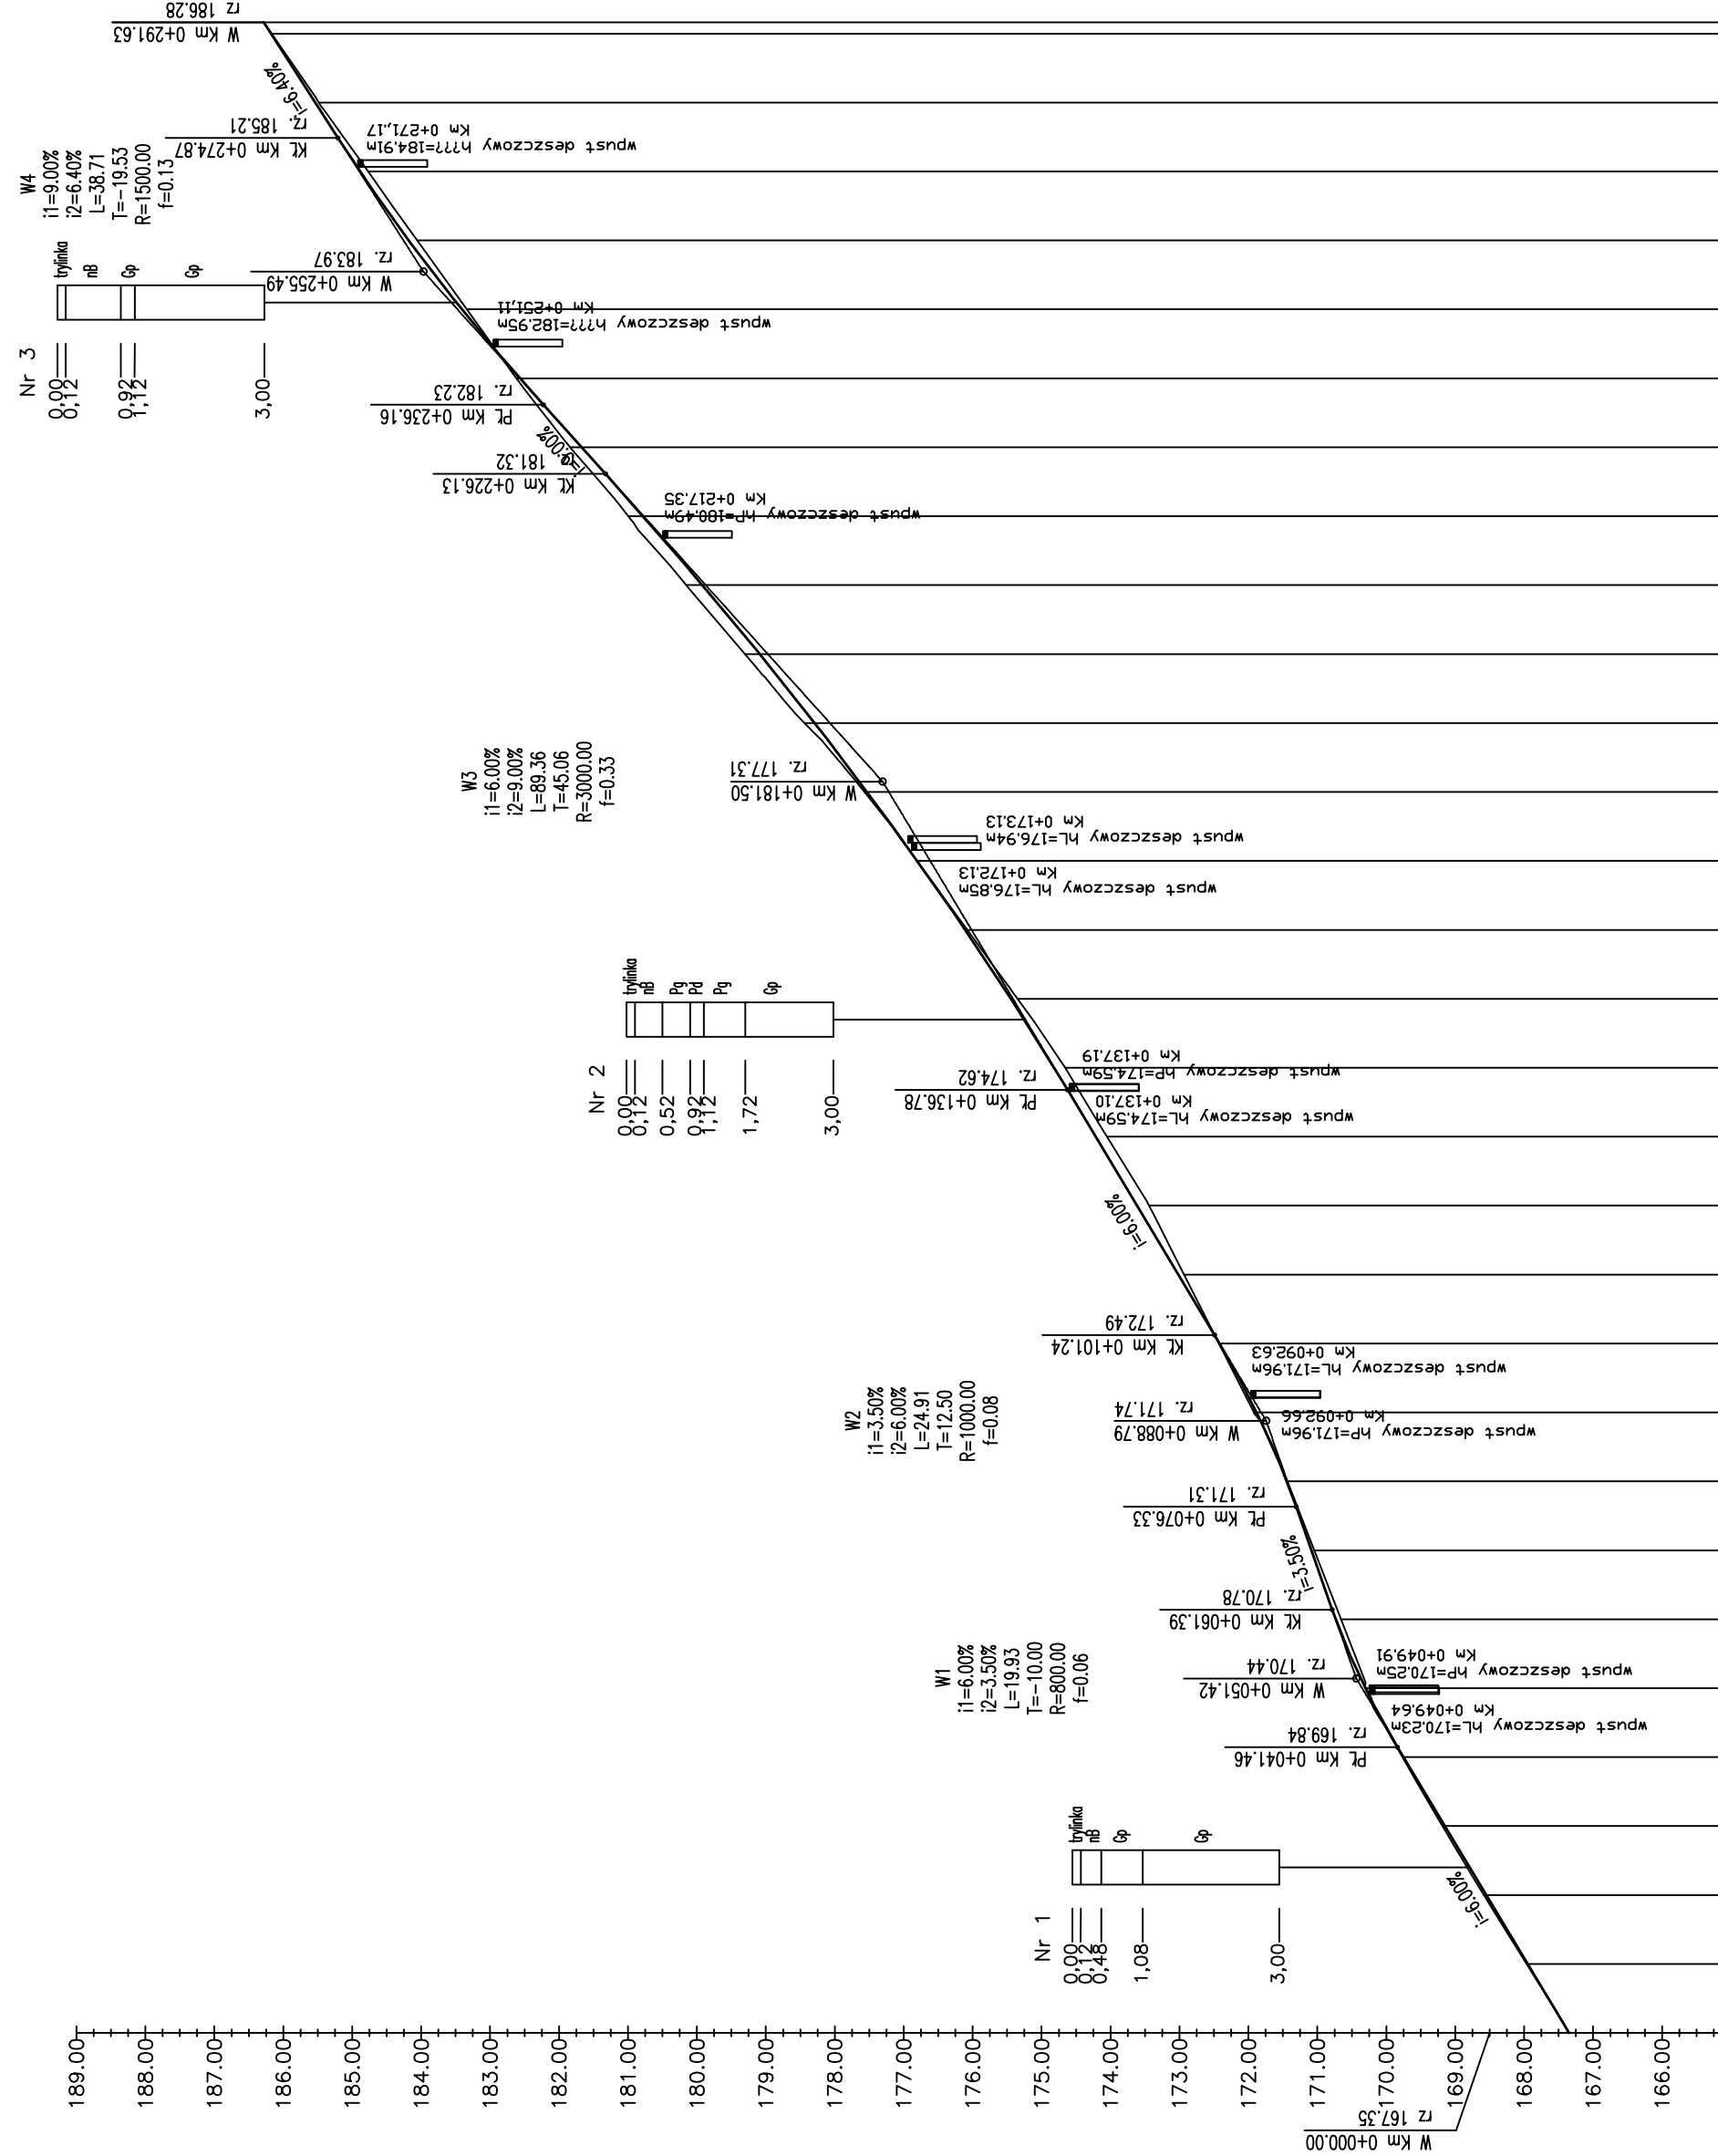 W Km 0+291.63
rz 186.28
i=6.40%
KŁ Km 0+274.87
rz. 185.21
wpust deszczowy h???=184.91m
Km 0+271,17
W4
i1=9.00%
i2=6.40%
L=38.71
T=-19.53
R=1500.00
f=0.13
W Km 0+255.49
rz. 183.97
trylinka
nB
Gp
Gp
Nr 3
0,00
0,12
0,92
1,12
3,00
wpust deszczowy h???=182.95m
Km 0+251,11
PŁ Km 0+236.16
rz. 182.23
i=9.00%
KŁ Km 0+226.13
rz. 181.32
wpust deszczowy hP=180.49m
Km 0+217.35
W3
i1=6.00%
i2=9.00%
L=89.36
T=45.06
R=3000.00
f=0.33
W Km 0+181.50
rz. 177.31
wpust deszczowy hL=176.94m
Km 0+173.13
wpust deszczowy hL=176.85m
Km 0+172.13
trylinka
nB
Pg
Pd
Pg
Gp
Nr 2
0,00
0,12
0,52
0,92
1,12
1,72
3,00
PŁ Km 0+136.78
rz. 174.62
wpust deszczowy hP=174.59m
Km 0+137.19
wpust deszczowy hL=174.59m
Km 0+137.10
i=6.00%
KŁ Km 0+101.24
rz. 172.49
wpust deszczowy hL=171.96m
Km 0+092.63
wpust deszczowy hP=171.96m
Km 0+092.66
W2
i1=3.50%
i2=6.00%
L=24.91
T=12.50
R=1000.00
f=0.08
W Km 0+088.79
rz. 171.74
PŁ Km 0+076.33
rz. 171.31
i=3.50%
KŁ Km 0+061.39
rz. 170.78
W1
i1=6.00%
i2=3.50%
L=19.93
T=-10.00
R=800.00
f=0.06
W Km 0+051.42
rz. 170.44
wpust deszczowy hP=170.25m
Km 0+049.91
wpust deszczowy hL=170.23m
Km 0+049.64
PŁ Km 0+041.46
rz. 169.84
trylinka
nB
Gp
Gp
Nr 1
0,00
0,12
0,48
1,08
3,00
i=6.00%
189.00
188.00
187.00
186.00
185.00
184.00
183.00
182.00
181.00
180.00
179.00
178.00
177.00
176.00
175.00
174.00
173.00
172.00
171.00
170.00
169.00
168.00
167.00
166.00
W Km 0+000.00
rz 167.35